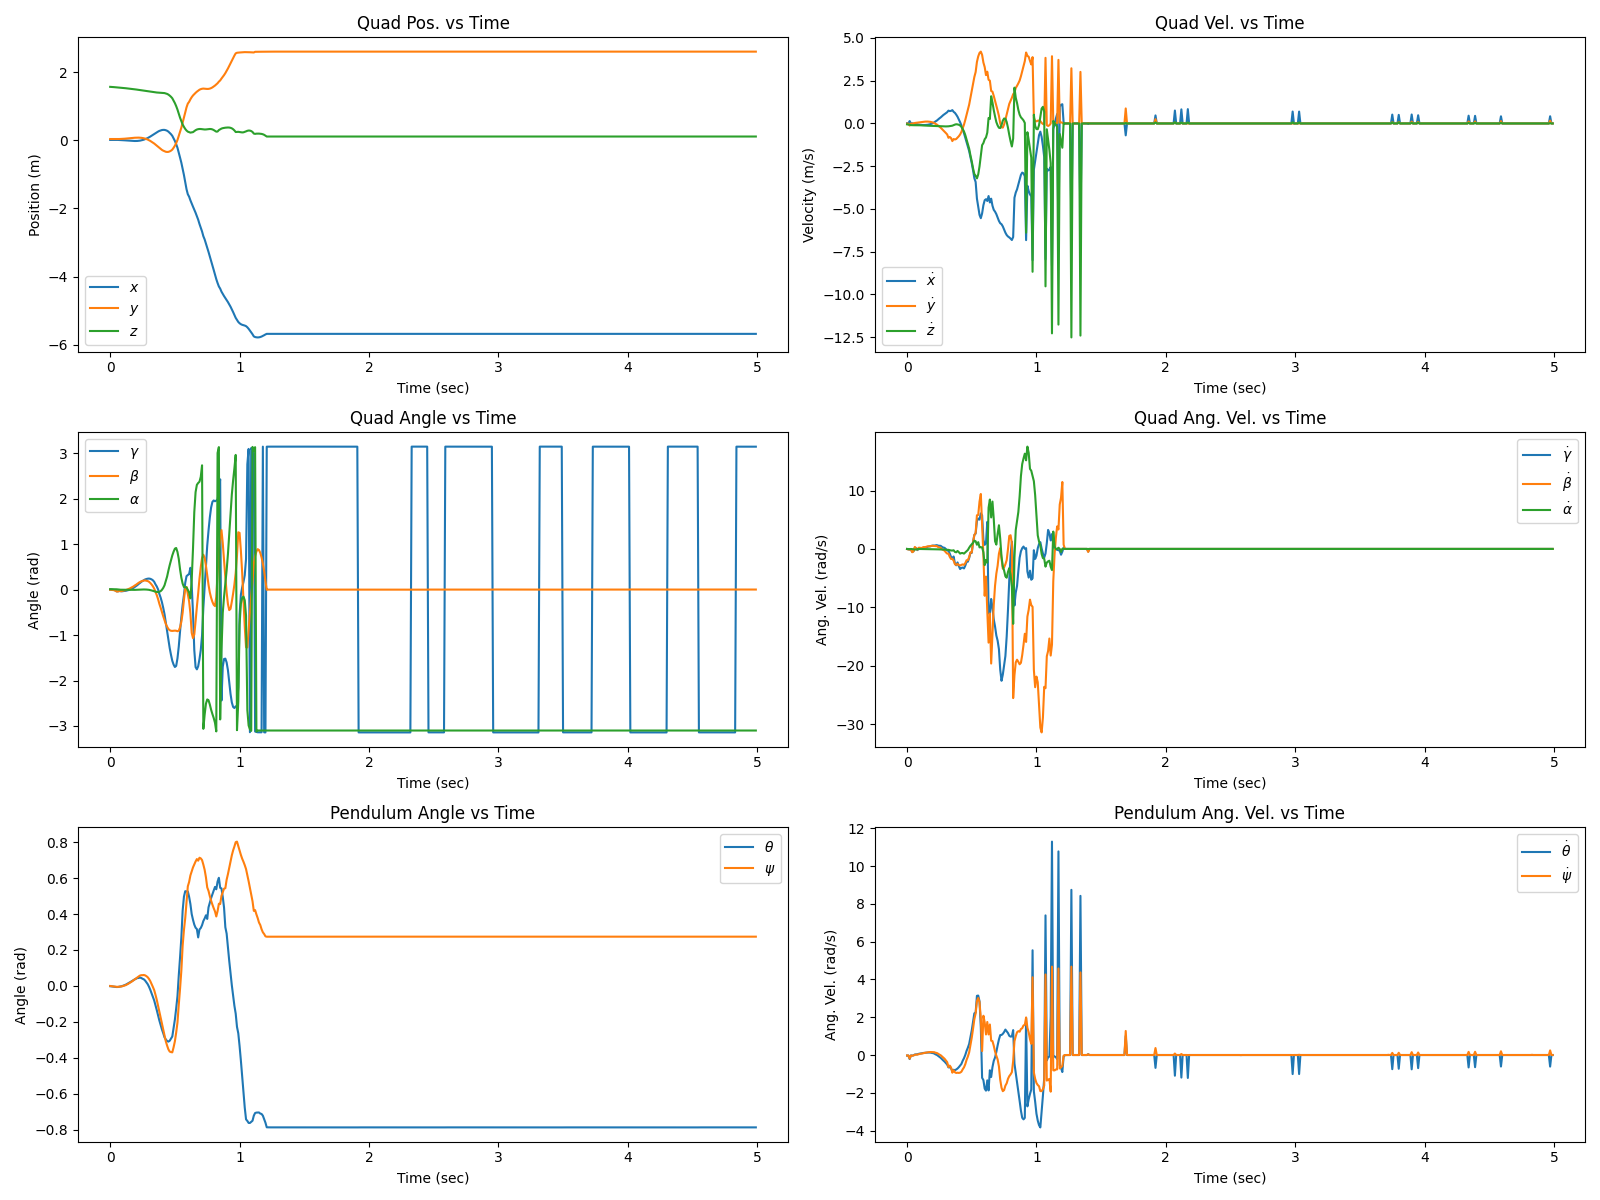 Quad Pos. vs Time
Position (m)
2
0
−2
−4
−6
x
y
z
0 1 2 3 4 5
Time (sec)
Quad Vel. vs Time
Velocity (m/s)
5.0
2.5
0.0
−2.5
−5.0
−7.5
−10.0
−12.5
ẋ
ẏ
ż
0 1 2 3 4 5
Time (sec)
Quad Angle vs Time
Angle (rad)
3
2
1
0
−1
−2
−3
γ
β
α
0 1 2 3 4 5
Time (sec)
Quad Ang. Vel. vs Time
Ang. Vel. (rad/s)
10
0
−10
−20
−30
γ̇
β̇
α̇
0 1 2 3 4 5
Time (sec)
Pendulum Angle vs Time
Angle (rad)
0.8
0.6
0.4
0.2
0.0
−0.2
−0.4
−0.6
−0.8
θ
ψ
0 1 2 3 4 5
Time (sec)
Pendulum Ang. Vel. vs Time
Ang. Vel. (rad/s)
12
10
8
6
4
2
0
−2
−4
θ̇
ψ̇
0 1 2 3 4 5
Time (sec)